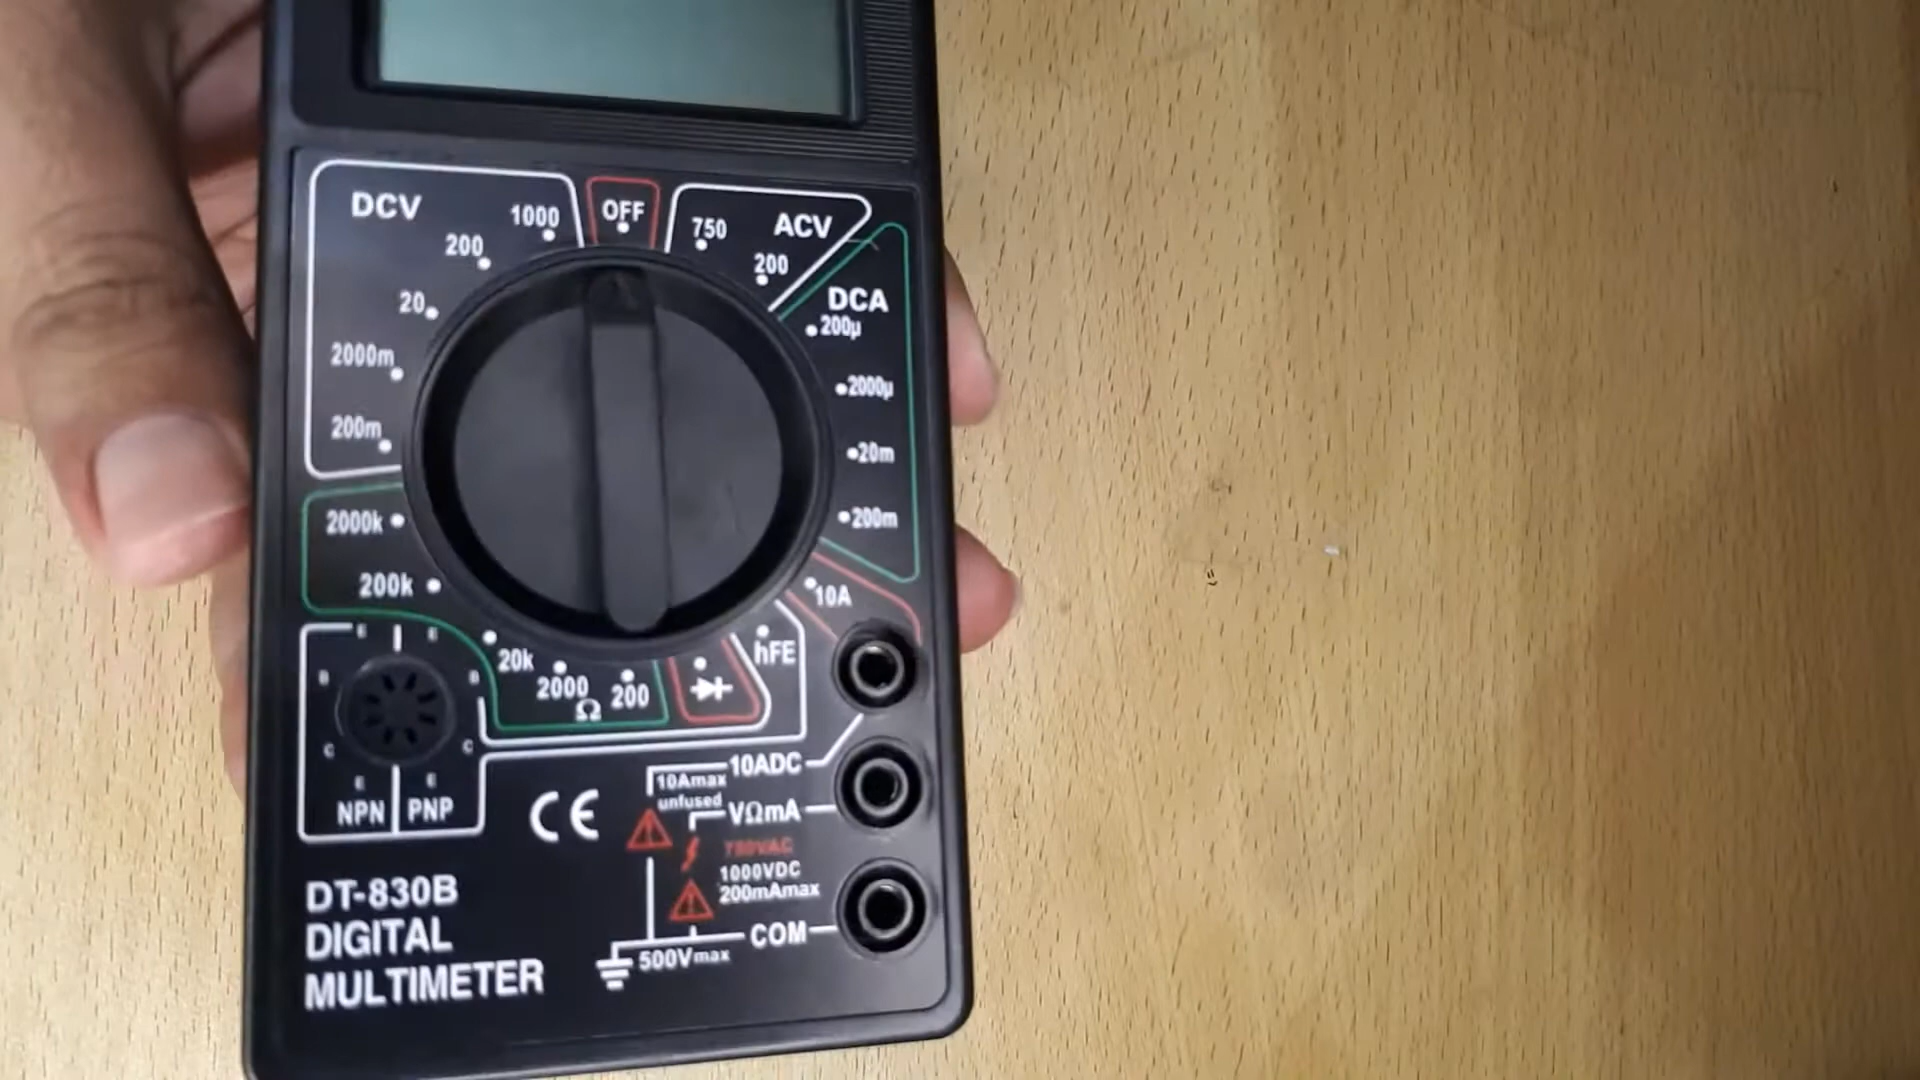 DCV
1000
OFF
750
ACV
200
200
20
DCA
200µ
2000m
2000µ
200m
20m
2000k
200m
200k
10A
20k
2000
Ω
200
hFE
E
E
B
B
C
C
E
E
NPN
PNP
CE
10ADC
10Amax
unfused
VΩmA
750VAC
1000VDC
200mAmax
COM
500Vmax
DT-830B
DIGITAL
MULTIMETER